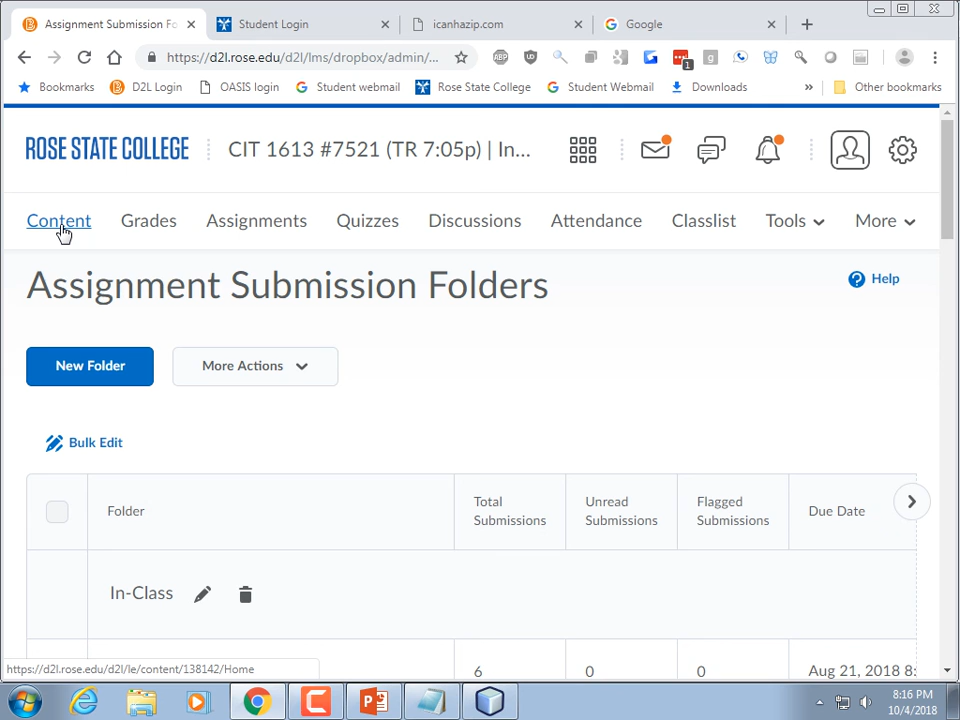 Assignment Submission Fo
Student Login
icanhazip.com
Google
https://d2l.rose.edu/d2l/lms/dropbox/admin/...
ABP
1
g
Bookmarks
D2L Login
OASIS login
Student webmail
Rose State College
Student Webmail
Downloads
»
Other bookmarks
ROSE STATE COLLEGE
CIT 1613 #7521 (TR 7:05p) | In...
Content
Grades
Assignments
Quizzes
Discussions
Attendance
Classlist
Tools
More
Assignment Submission Folders
Help
New Folder
More Actions
Bulk Edit
Folder
Total
Submissions
Unread
Submissions
Flagged
Submissions
Due Date
In-Class
6
0
0
Aug 21, 2018 8:
https://d2l.rose.edu/d2l/le/content/138142/Home
8:16 PM
10/4/2018